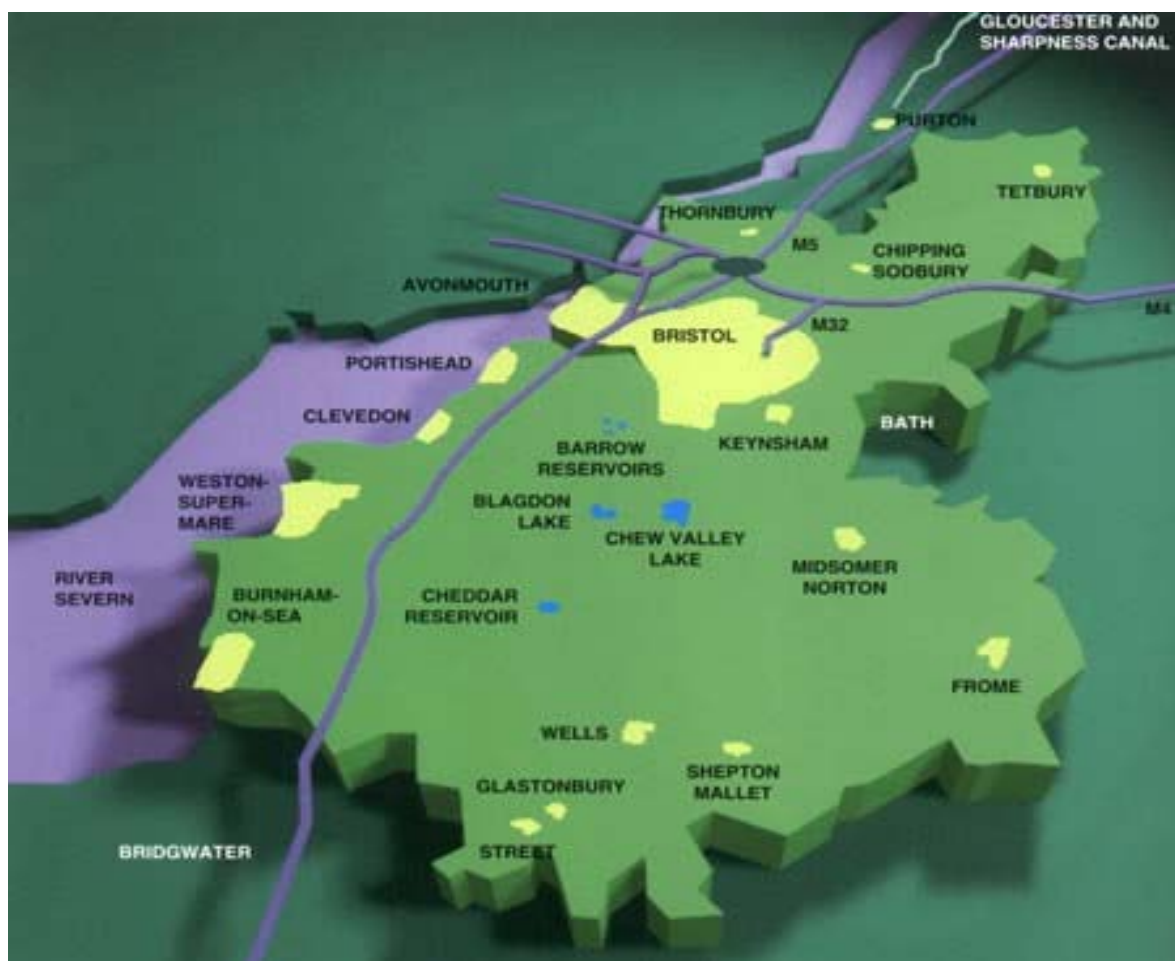 GLOUCESTER AND
SHARPNESS CANAL
PURTON
TETBURY
THORNBURY
M5
CHIPPING
SODBURY
AVONMOUTH
M4
M32
BRISTOL
PORTISHEAD
CLEVEDON
BATH
KEYNSHAM
BARROW
RESERVOIRS
WESTON-
SUPER-
MARE
BLAGDON
LAKE
CHEW VALLEY
LAKE
MIDSOMER
NORTON
RIVER
SEVERN
BURNHAM-
ON-SEA
CHEDDAR
RESERVOIR
FROME
WELLS
SHEPTON
MALLET
GLASTONBURY
STREET
BRIDGWATER